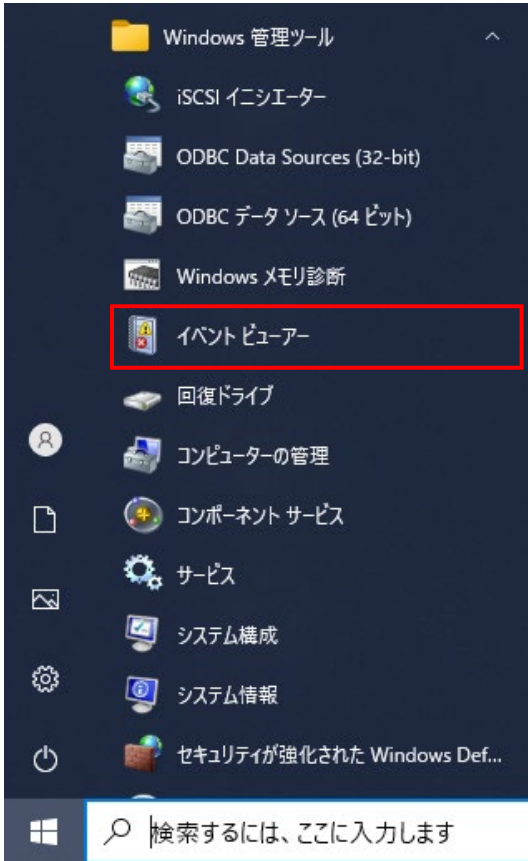 Windows 管理ツール
iSCSI イニシエーター
ODBC Data Sources (32-bit)
ODBC データ ソース (64 ビット)
Windows メモリ診断
イベント ビューアー
回復ドライブ
コンピューターの管理
コンポーネント サービス
サービス
システム構成
システム情報
セキュリティが強化された Windows Def...
検索するには、ここに入力します